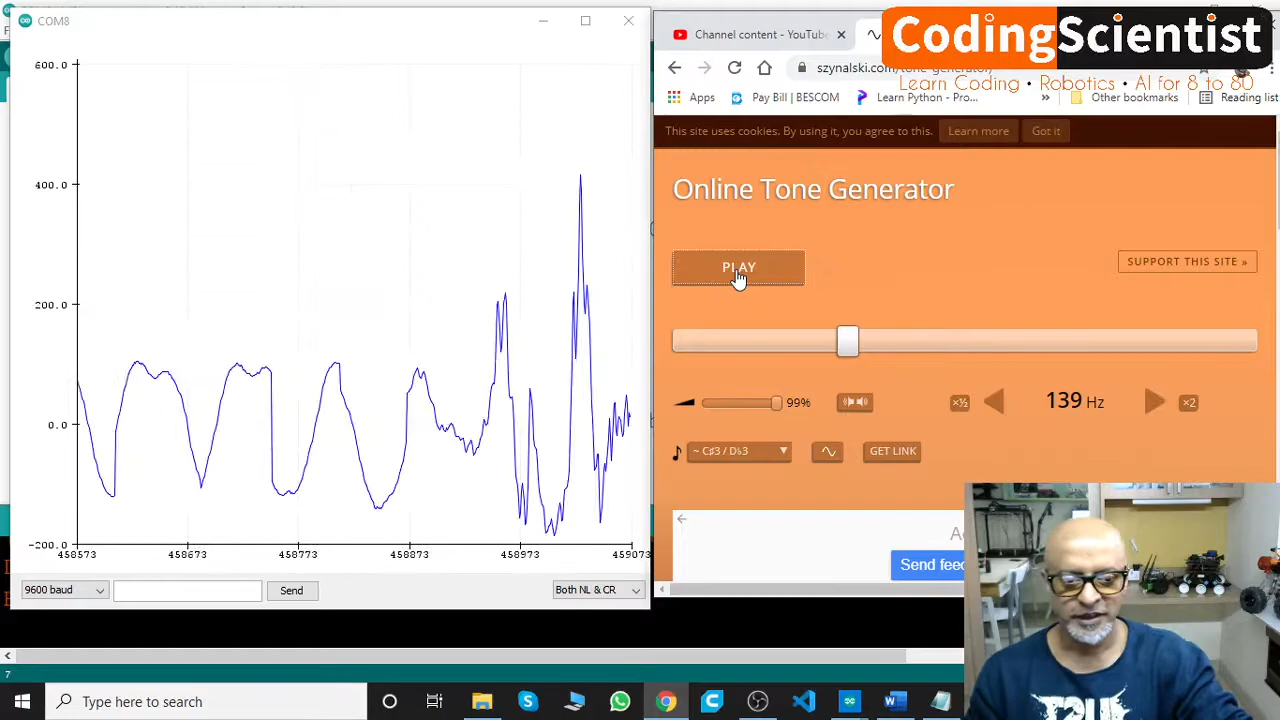 COM8
600.0
400.0
200.0
0.0
-200.0
458573
458673
458773
458873
458973
459073
9600 baud
Send
Both NL & CR
7
Channel content - YouTube
CodingScientist
Learn Coding • Robotics • AI for 8 to 80
szynalski.com/tone-generator/
Apps
Pay Bill | BESCOM
Learn Python - Pro...
»
Other bookmarks
Reading list
This site uses cookies. By using it, you agree to this.
Learn more
Got it
Online Tone Generator
PLAY
SUPPORT THIS SITE »
99%
×½
139 Hz
×2
~ C♯3 / D♭3
GET LINK
Send feed
Type here to search